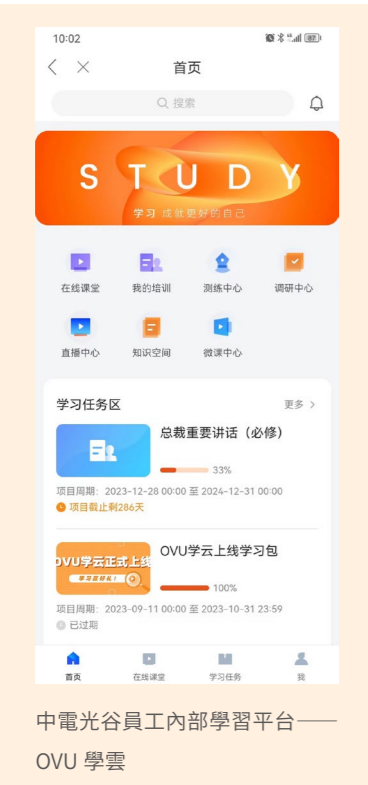 10:02
首页
搜索
STUDY
学习 成就更好的自己
在线课堂 我的培训 测练中心 调研中心
直播中心 知识空间 微课中心
学习任务区 更多 >
总裁重要讲话（必修）
33%
项目周期: 2023-12-28 00:00 至 2024-12-31 00:00
项目截止剩286天
OVU学云正式上线
OVU学云上线学习包
100%
项目周期: 2023-09-11 00:00 至 2023-10-31 23:59
已过期
首页 在线课堂 学习任务 我
中電光谷員工內部學習平台——
OVU 學雲